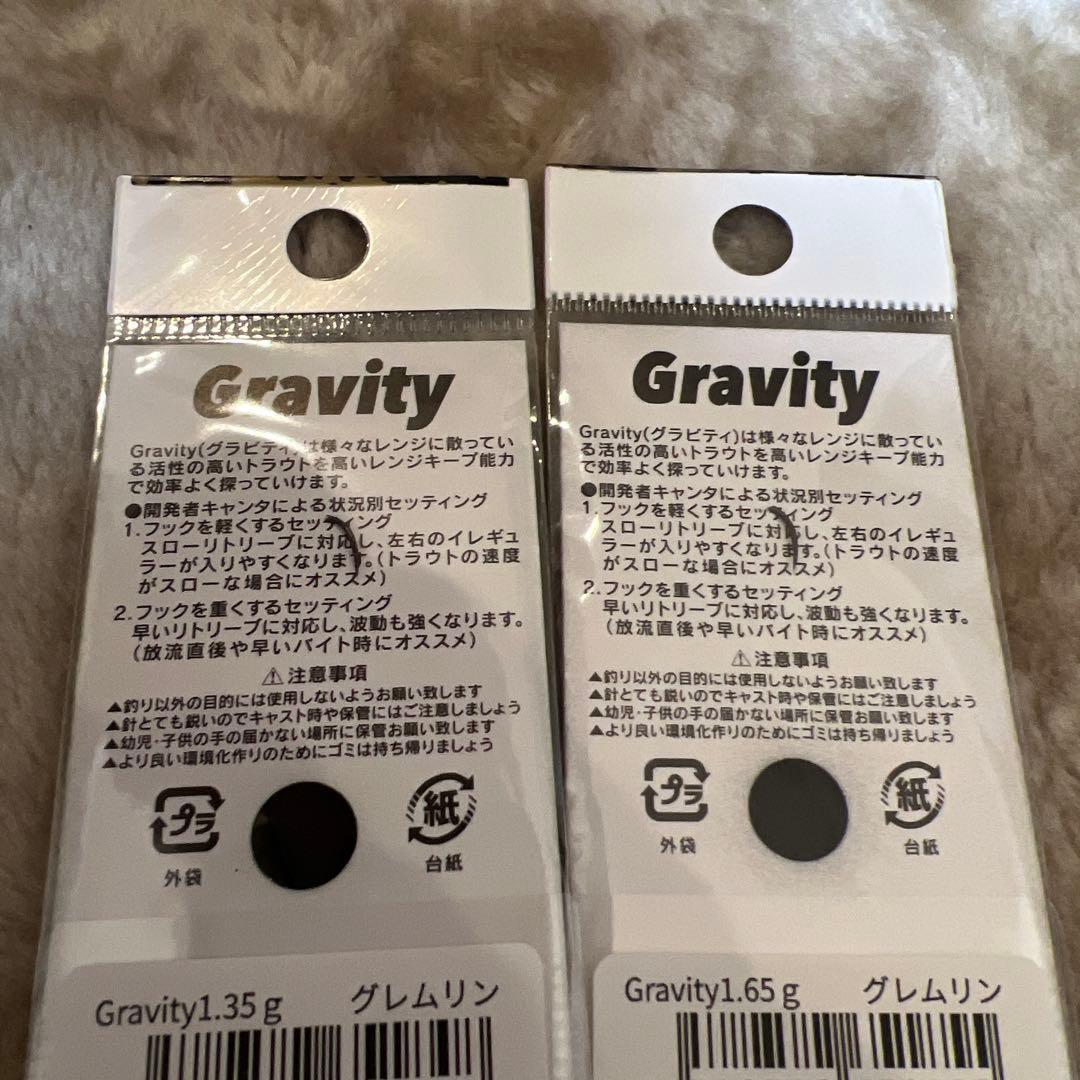 Gravity
Gravity(グラビティ)は様々なレンジに散ってい
る活性の高いトラウトを高いレンジキープ能力
で効率よく探っていけます。
●開発者キャンタによる状況別セッティング
1.フックを軽くするセッティング
スローリトリーブに対応し、左右のイレギュ
ラーが入りやすくなります。(トラウトの速度
がスローな場合にオススメ)
2.フックを重くするセッティング
早いリトリーブに対応し、波動も強くなります。
(放流直後や早いバイト時にオススメ)
⚠注意事項
▲釣り以外の目的には使用しないようお願い致します
▲針とても鋭いのでキャスト時や保管にはご注意しましょう
▲幼児・子供の手の届かない場所に保管お願い致します
▲より良い環境化作りのためにゴミは持ち帰りましょう
プラ
外袋
紙
台紙
Gravity1.35g グレムリン
Gravity
Gravity(グラビティ)は様々なレンジに散ってい
る活性の高いトラウトを高いレンジキープ能力
で効率よく探っていけます。
●開発者キャンタによる状況別セッティング
1.フックを軽くするセッティング
スローリトリーブに対応し、左右のイレギュ
ラーが入りやすくなります。(トラウトの速度
がスローな場合にオススメ)
2.フックを重くするセッティング
早いリトリーブに対応し、波動も強くなります。
(放流直後や早いバイト時にオススメ)
⚠注意事項
▲釣り以外の目的には使用しないようお願い致します
▲針とても鋭いのでキャスト時や保管にはご注意しましょう
▲幼児・子供の手の届かない場所に保管お願い致します
▲より良い環境化作りのためにゴミは持ち帰りましょう
プラ
外袋
紙
台紙
Gravity1.65g グレムリン